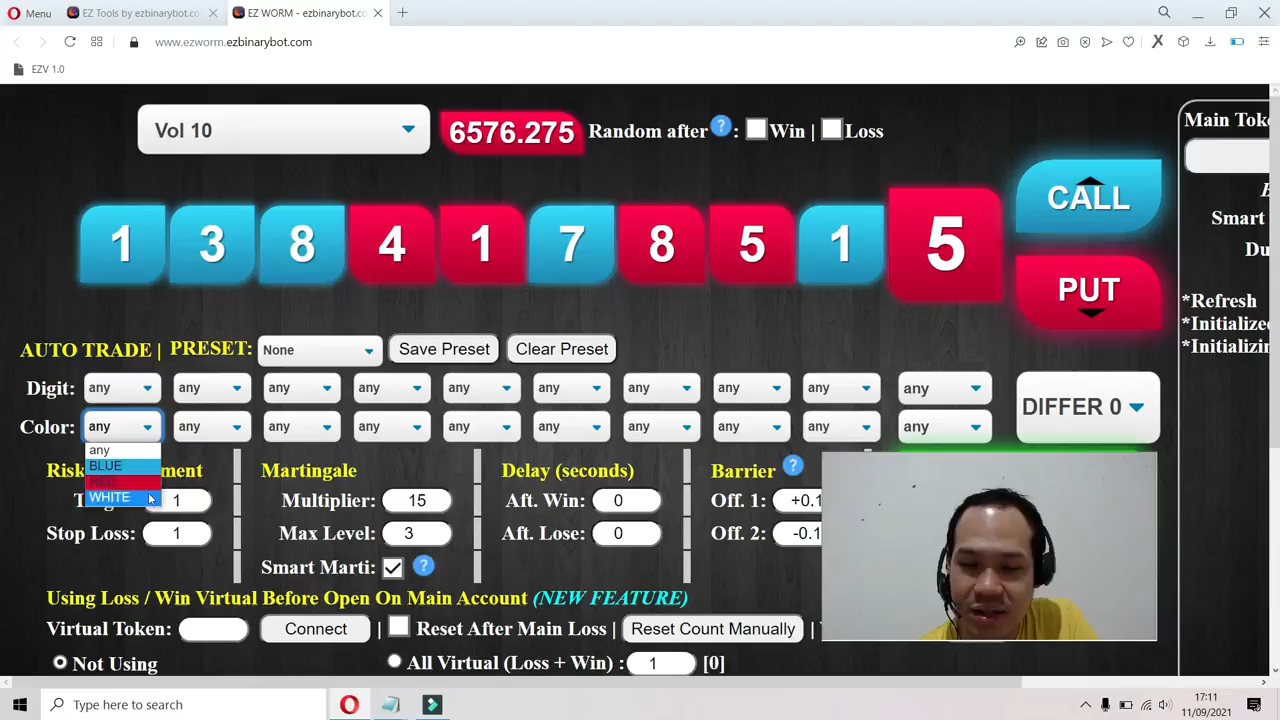 Menu
EZ Tools by ezbinarybot.co
EZ WORM - ezbinarybot.co
www.ezworm.ezbinarybot.com
EZV 1.0
Vol 10
6576.275
Random after ? : Win | Loss
Main Toke
1 3 8 4 1 7 8 5 1 5
CALL
PUT
Smart
Du
*Refresh
*Initialized
*Initializin
AUTO TRADE | PRESET: None Save Preset Clear Preset
Digit: any any any any any any any any any any
Color: any any any any any any any any any any
DIFFER 0
any
BLUE
RED
WHITE
Martingale
Delay (seconds)
Barrier ?
1
Multiplier: 15
Aft. Win: 0
Off. 1: +0.1
Stop Loss: 1
Max Level: 3
Aft. Lose: 0
Off. 2: -0.1
Smart Marti: ?
Using Loss / Win Virtual Before Open On Main Account (NEW FEATURE)
Virtual Token: Connect | Reset After Main Loss | Reset Count Manually |
Not Using
All Virtual (Loss + Win) : 1 [0]
Type here to search
17:11
11/09/2021